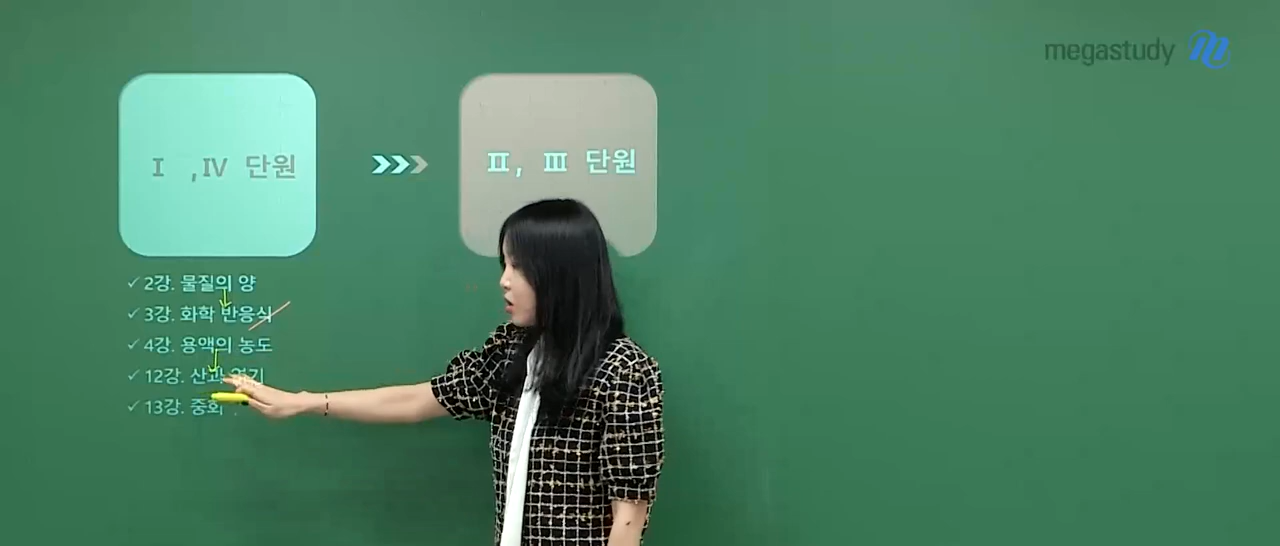 megastudy
Ⅰ ,Ⅳ 단원
Ⅱ, Ⅲ 단원
✓2강. 물질의 양
✓3강. 화학 반응식
✓4강. 용액의 농도
✓12강. 산과
✓13강. 중화